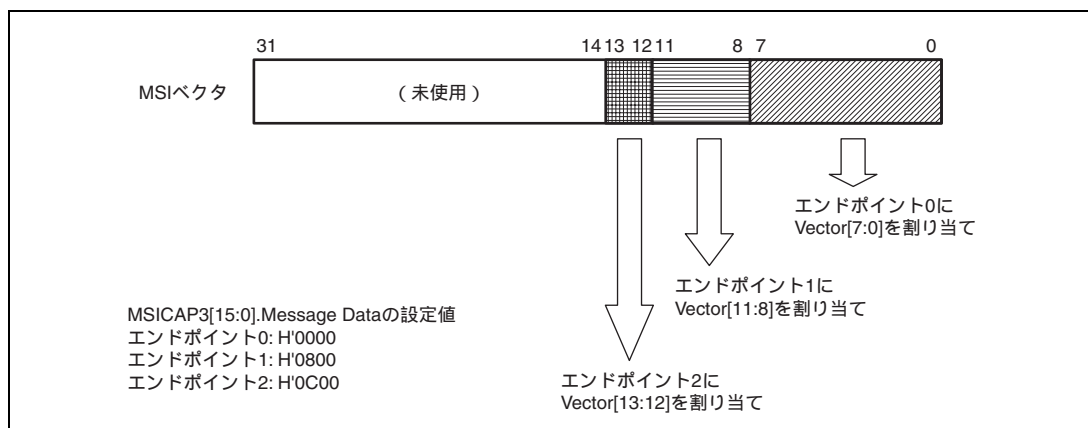 31 14 13 12 11 8 7 0
MSIベクタ (未使用)
エンドポイント0に
Vector[7:0]を割り当て
エンドポイント1に
Vector[11:8]を割り当て
エンドポイント2に
Vector[13:12]を割り当て
MSICAP3[15:0].Message Dataの設定値
エンドポイント0: H'0000
エンドポイント1: H'0800
エンドポイント2: H'0C00